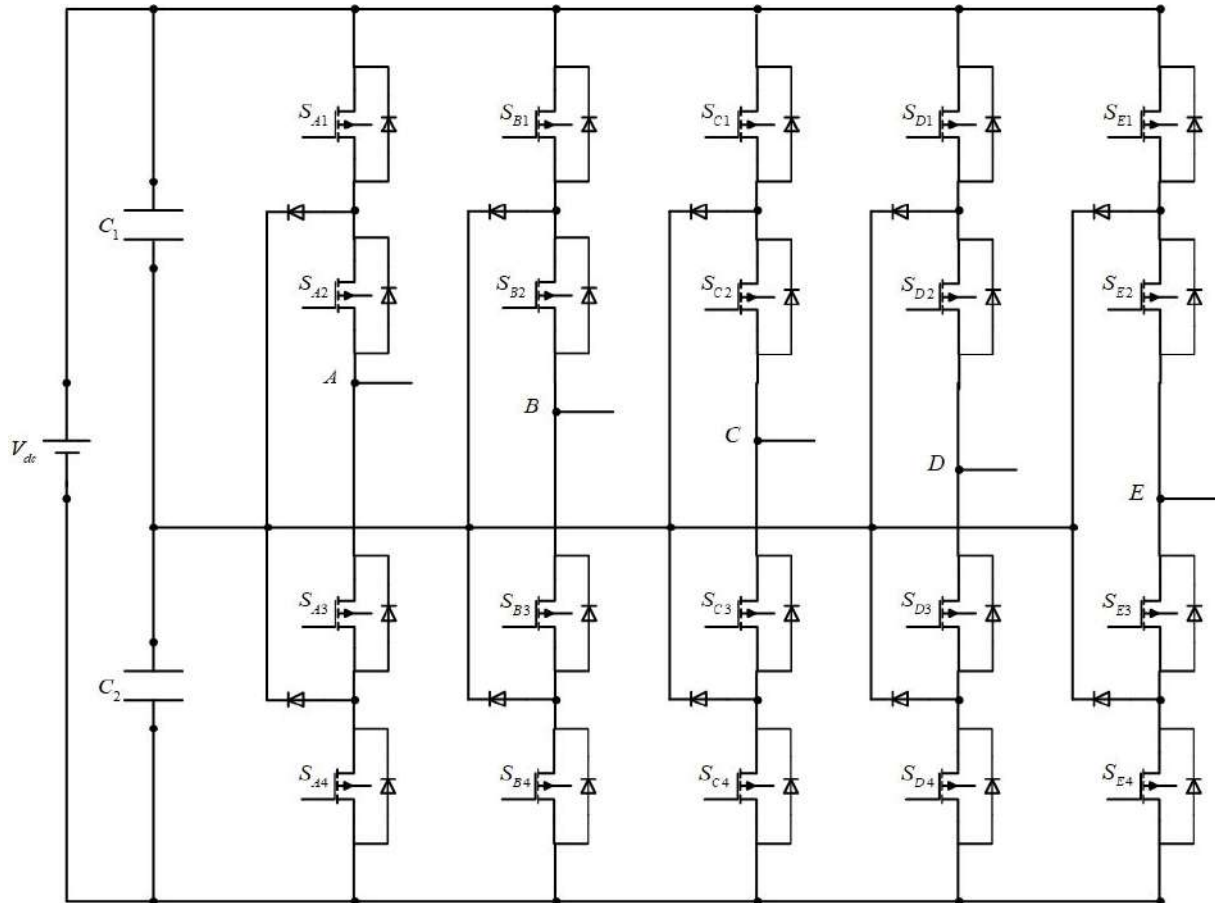 S_{A1} S_{B1} S_{C1} S_{D1} S_{E1}
C_1
S_{A2} S_{B2} S_{C2} S_{D2} S_{E2}
A
B
C
V_{dc}
D
E
S_{A3} S_{B3} S_{C3} S_{D3} S_{E3}
C_2
S_{A4} S_{B4} S_{C4} S_{D4} S_{E4}